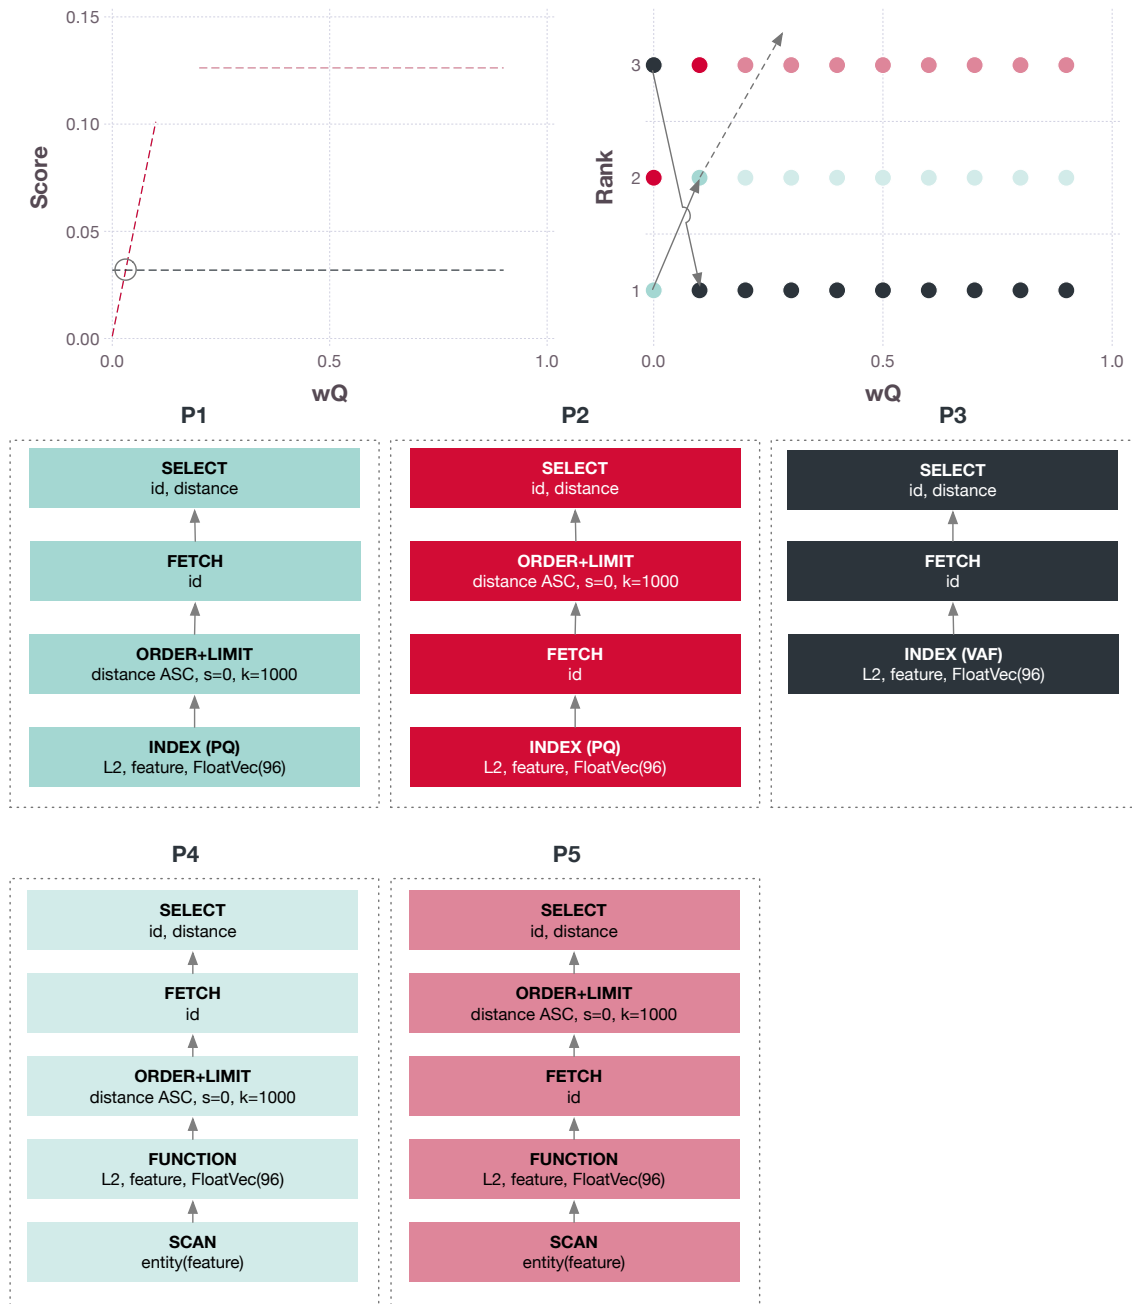 0.15
0.10
0.05
0.00
Score
0.0
0.5
1.0
wQ
3
2
1
Rank
0.0
0.5
1.0
wQ
P1
SELECT
id, distance
FETCH
id
ORDER+LIMIT
distance ASC, s=0, k=1000
INDEX (PQ)
L2, feature, FloatVec(96)
P2
SELECT
id, distance
ORDER+LIMIT
distance ASC, s=0, k=1000
FETCH
id
INDEX (PQ)
L2, feature, FloatVec(96)
P3
SELECT
id, distance
FETCH
id
INDEX (VAF)
L2, feature, FloatVec(96)
P4
SELECT
id, distance
FETCH
id
ORDER+LIMIT
distance ASC, s=0, k=1000
FUNCTION
L2, feature, FloatVec(96)
SCAN
entity(feature)
P5
SELECT
id, distance
ORDER+LIMIT
distance ASC, s=0, k=1000
FETCH
id
FUNCTION
L2, feature, FloatVec(96)
SCAN
entity(feature)